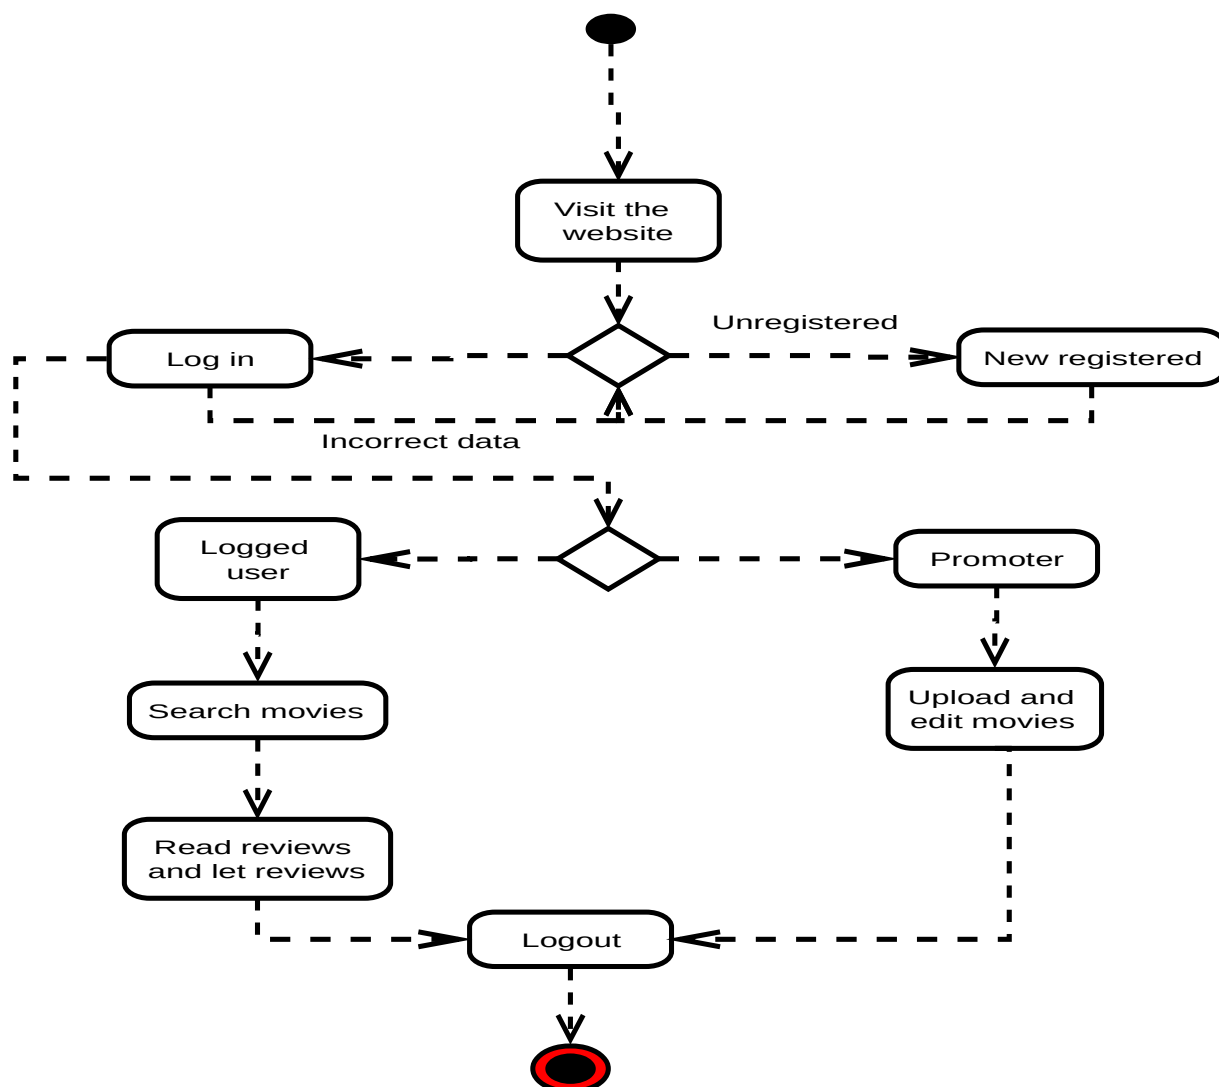 Visit the
website
Unregistered
Log in
New registered
Incorrect data
Logged
user
Promoter
Search movies
Upload and
edit movies
Read reviews
and let reviews
Logout